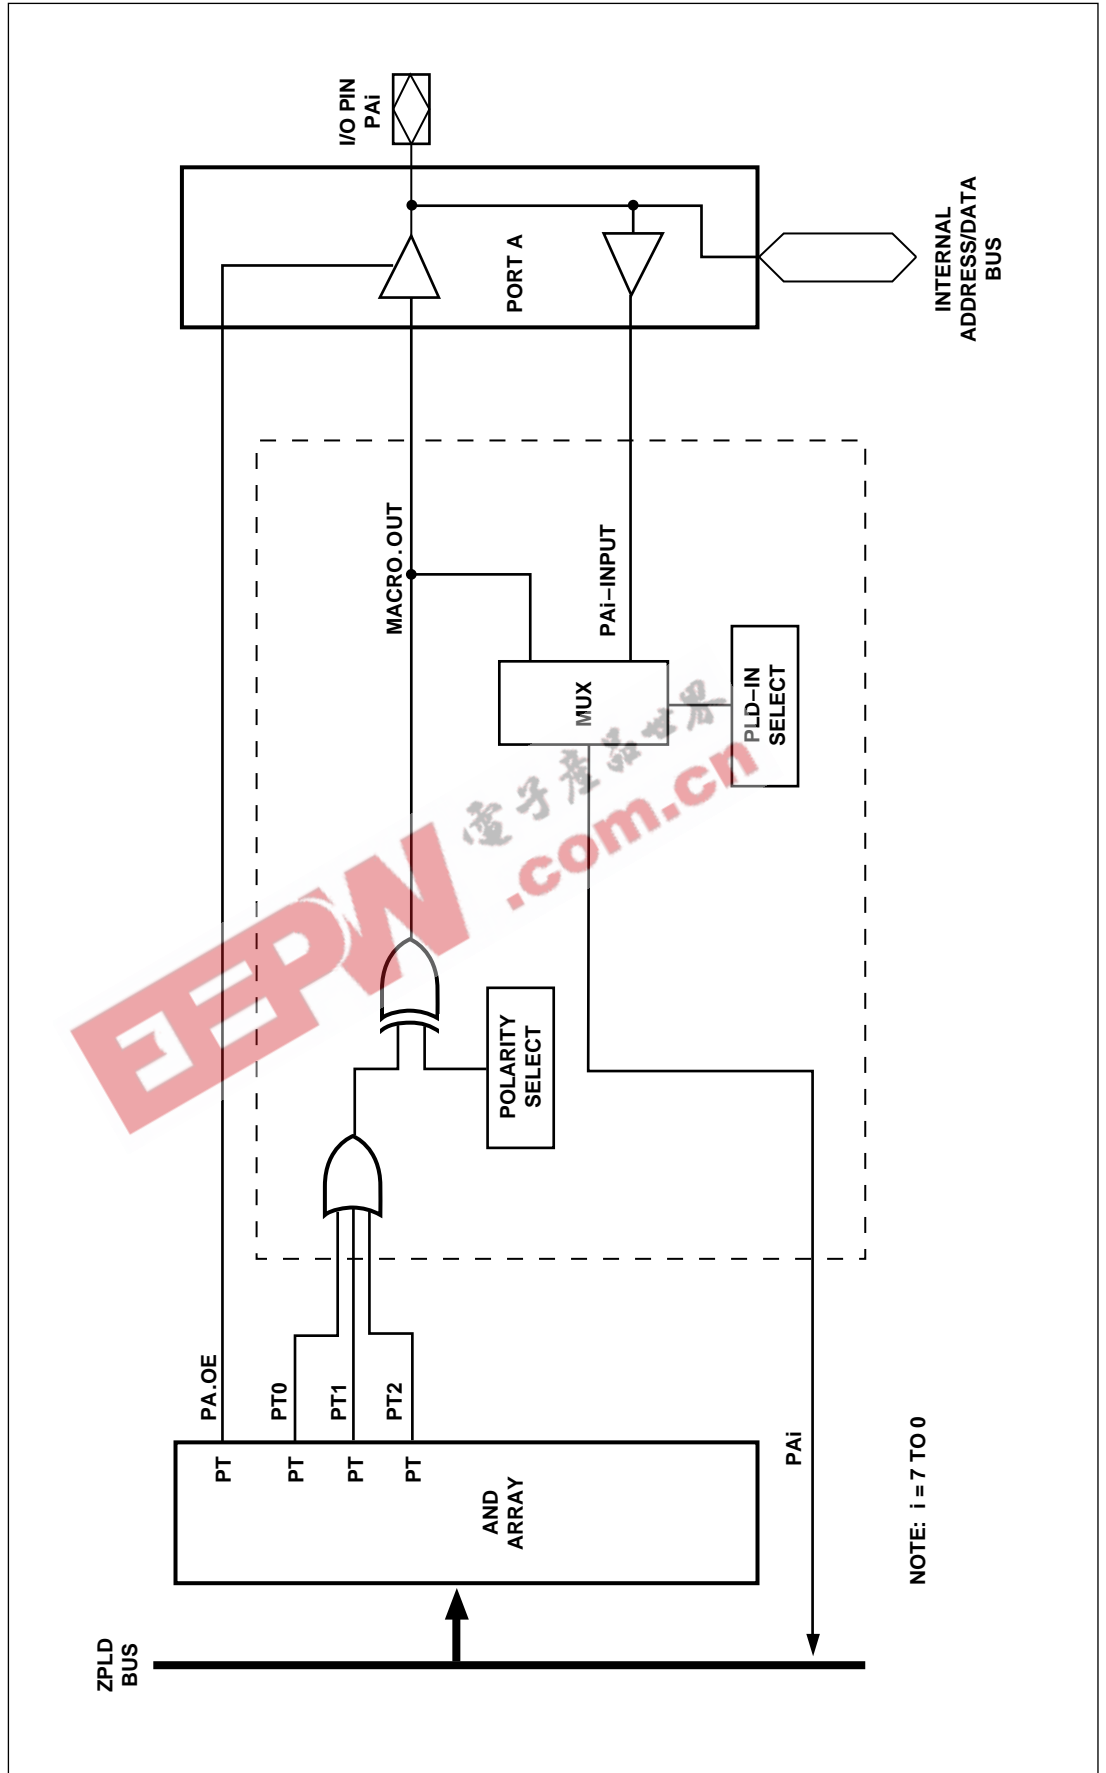 ZPLD
BUS
AND
ARRAY
PT
PT
PT
PT
PA.OE
PT0
PT1
PT2
PAi
POLARITY
SELECT
MACRO.OUT
MUX
PAi–INPUT
PLD–IN
SELECT
PORT A
I/O PIN
PAi
INTERNAL
ADDRESS/DATA
BUS
NOTE: i = 7 TO 0
EEPW
電子產品世界
.com.cn